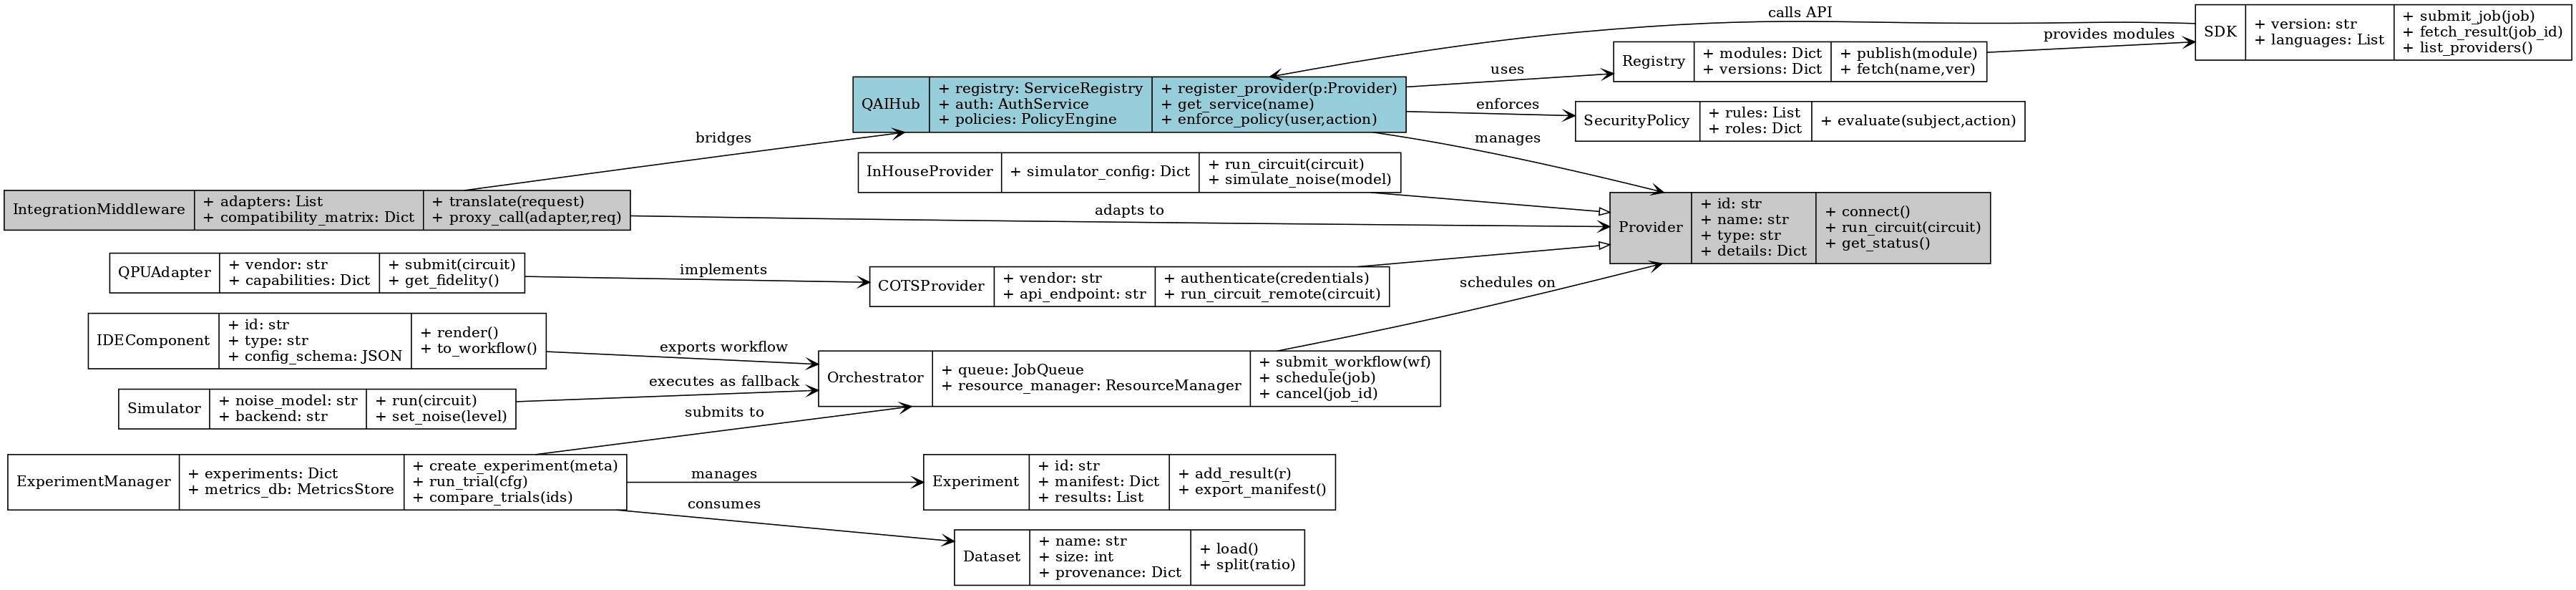 calls API
SDK
+ version: str
+ languages: List
+ submit_job(job)
+ fetch_result(job_id)
+ list_providers()
provides modules
Registry
+ modules: Dict
+ versions: Dict
+ publish(module)
+ fetch(name,ver)
uses
QAIHub
+ registry: ServiceRegistry
+ auth: AuthService
+ policies: PolicyEngine
+ register_provider(p:Provider)
+ get_service(name)
+ enforce_policy(user,action)
enforces
SecurityPolicy
+ rules: List
+ roles: Dict
+ evaluate(subject,action)
bridges
manages
InHouseProvider
+ simulator_config: Dict
+ run_circuit(circuit)
+ simulate_noise(model)
IntegrationMiddleware
+ adapters: List
+ compatibility_matrix: Dict
+ translate(request)
+ proxy_call(adapter,req)
adapts to
Provider
+ id: str
+ name: str
+ type: str
+ details: Dict
+ connect()
+ run_circuit(circuit)
+ get_status()
QPUAdapter
+ vendor: str
+ capabilities: Dict
+ submit(circuit)
+ get_fidelity()
implements
COTSProvider
+ vendor: str
+ api_endpoint: str
+ authenticate(credentials)
+ run_circuit_remote(circuit)
schedules on
IDEComponent
+ id: str
+ type: str
+ config_schema: JSON
+ render()
+ to_workflow()
exports workflow
Orchestrator
+ queue: JobQueue
+ resource_manager: ResourceManager
+ submit_workflow(wf)
+ schedule(job)
+ cancel(job_id)
executes as fallback
Simulator
+ noise_model: str
+ backend: str
+ run(circuit)
+ set_noise(level)
submits to
ExperimentManager
+ experiments: Dict
+ metrics_db: MetricsStore
+ create_experiment(meta)
+ run_trial(cfg)
+ compare_trials(ids)
manages
Experiment
+ id: str
+ manifest: Dict
+ results: List
+ add_result(r)
+ export_manifest()
consumes
Dataset
+ name: str
+ size: int
+ provenance: Dict
+ load()
+ split(ratio)